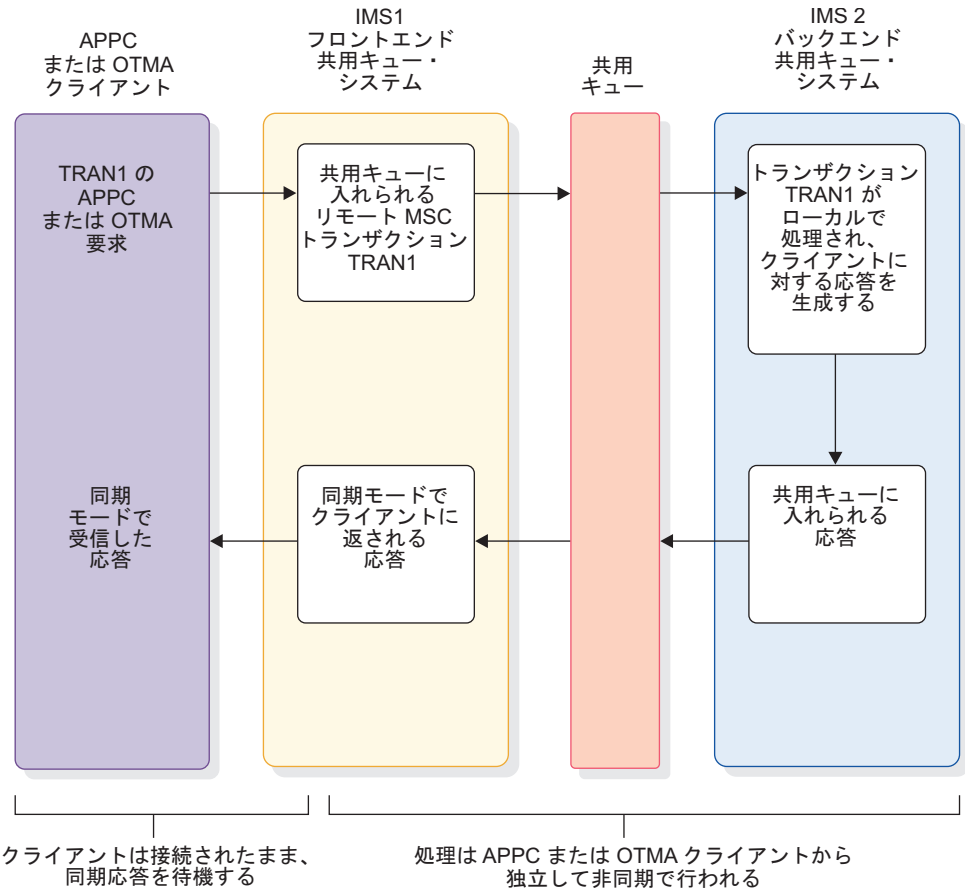 APPC
または OTMA
クライアント
IMS1
フロントエンド
共用キュー・
システム
共用
キュー
IMS 2
バックエンド
共用キュー・
システム
TRAN1 の
APPC
または OTMA
要求
共用キューに
入れられる
リモート MSC
トランザクション
TRAN1
トランザクション
TRAN1 が
ローカルで
処理され、
クライアントに
対する応答を
生成する
同期
モードで
受信した
応答
同期モードで
クライアントに
返される
応答
共用キューに
入れられる
応答
クライアントは接続されたまま、
同期応答を待機する
処理は APPC または OTMA クライアントから
独立して非同期で行われる